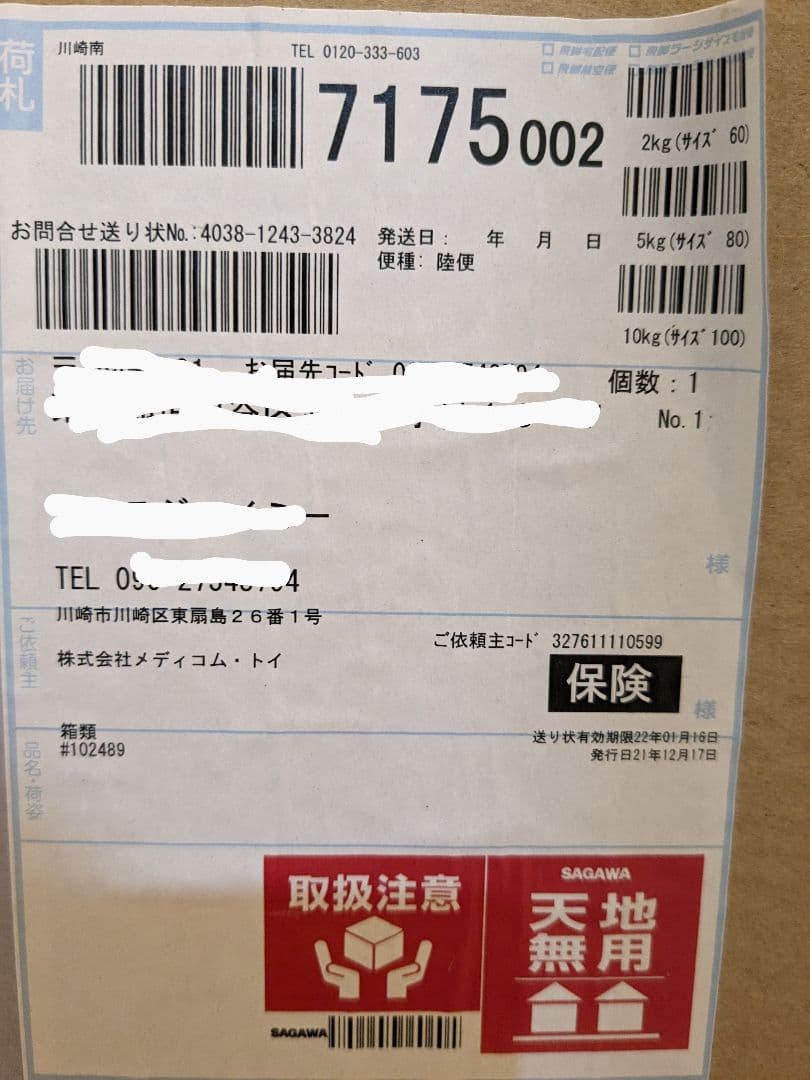 荷札
川崎南
TEL 0120-333-603
飛脚宅配便
飛脚ラージサイズ宅配便
飛脚航空便
7175 002
2kg(サイズ 60)
お問合せ送り状No.:4038-1243-3824
発送日: 年 月 日
5kg(サイズ 80)
便種: 陸便
10kg(サイズ100)
お届け先
お届先コード
個数:1
No. 1
様
TEL
ご依頼主
川崎市川崎区東扇島26番1号
ご依頼主コード 327611110599
株式会社メディコム・トイ
保険
様
品名・荷姿
箱類
#102489
送り状有効期限22年01月16日
発行日21年12月17日
取扱注意
SAGAWA
SAGAWA
天地
無用